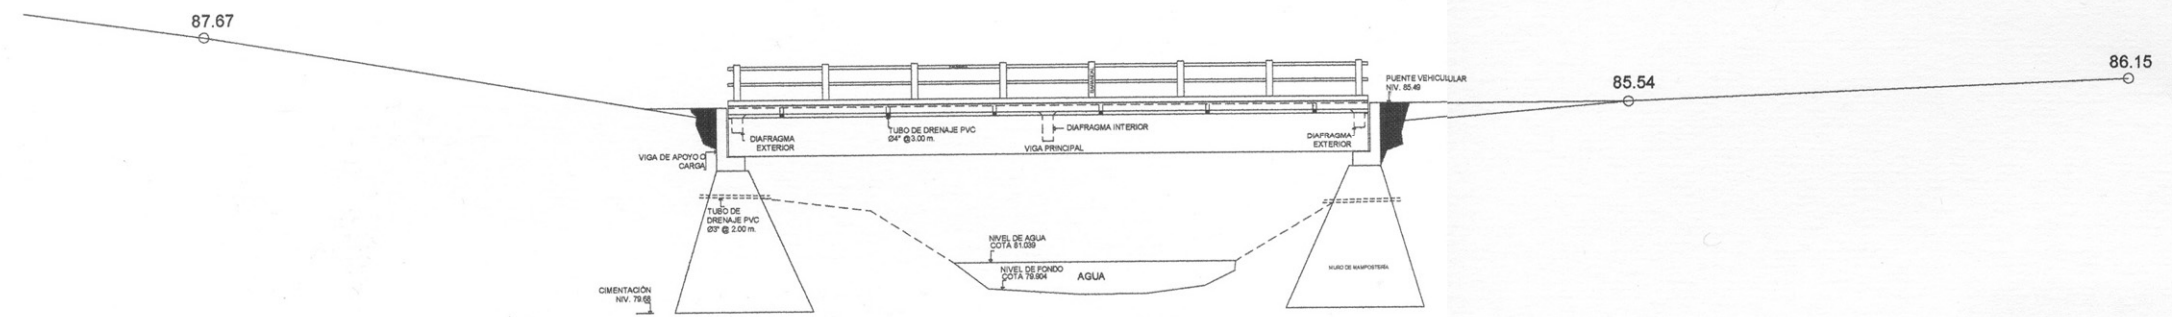 87.67
86.15
85.54
PUENTE VEHICULULAR
NIV. 85.49
DIAFRAGMA
EXTERIOR
TUBO DE DRENAJE PVC
Ø4" @3.00 m.
DIAFRAGMA INTERIOR
VIGA PRINCIPAL
DIAFRAGMA
EXTERIOR
VIGA DE APOYO O
CARGA
TUBO DE
DRENAJE PVC
Ø3" @ 2.00 m.
NIVEL DE AGUA
COTA 81.039
NIVEL DE FONDO
COTA 79.904
AGUA
MURO DE MAMPOSTERÍA
CIMENTACIÓN
NIV. 79.68